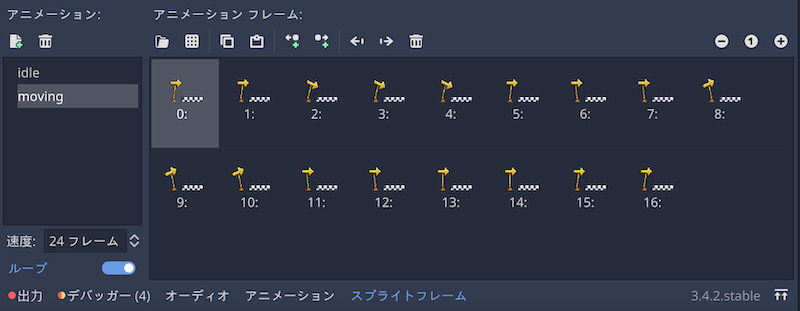 アニメーション: アニメーション フレーム:
idle
moving
0: 1: 2: 3: 4: 5: 6: 7: 8:
9: 10: 11: 12: 13: 14: 15: 16:
速度: 24 フレーム
ループ
出力 デバッガー (4) オーディオ アニメーション スプライトフレーム 3.4.2.stable